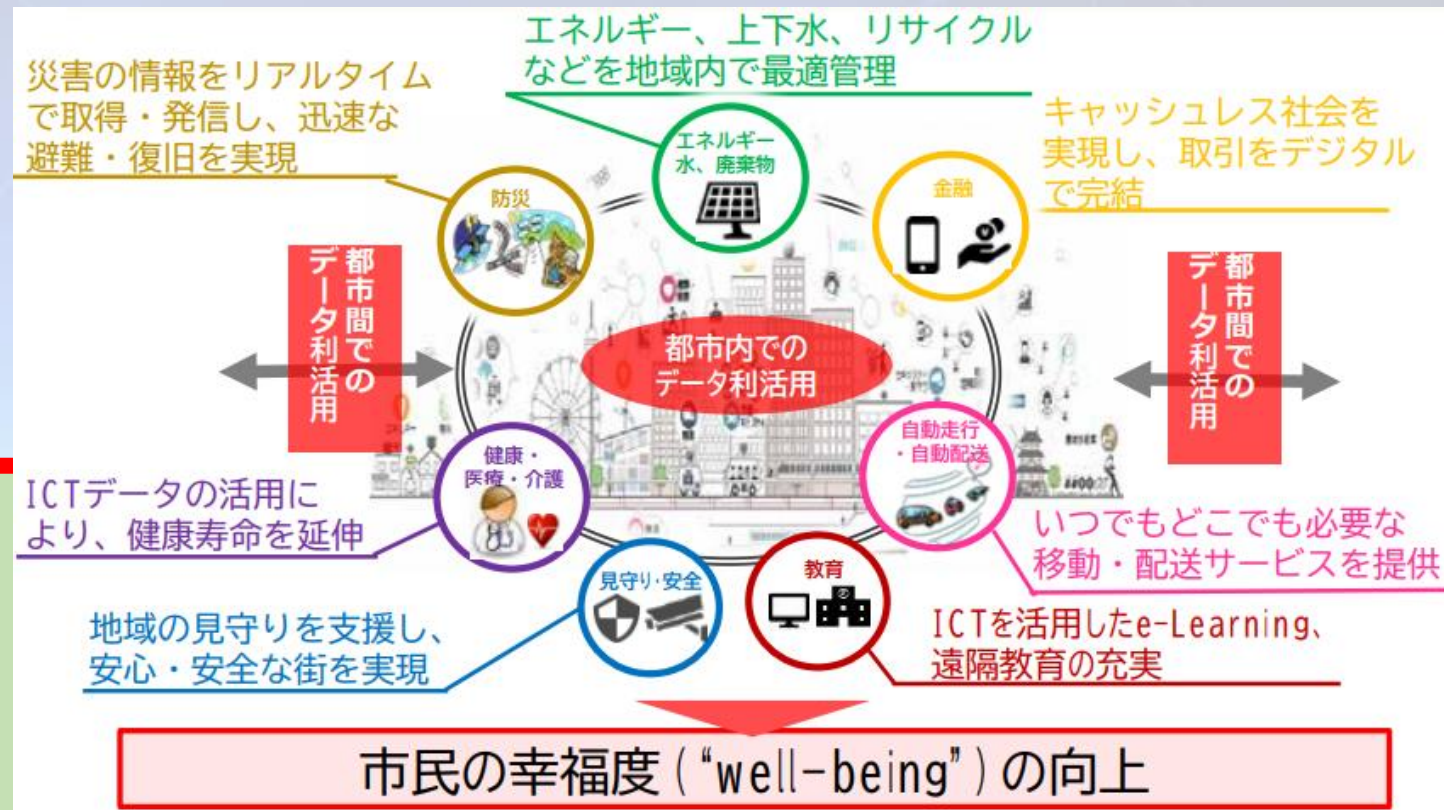 エネルギー、上下水、リサイクル
などを地域内で最適管理
災害の情報をリアルタイム
で取得・発信し、迅速な
避難・復旧を実現
キャッシュレス社会を
実現し、取引をデジタル
で完結
エネルギー
水、廃棄物
防災
金融
都市間での
データ利活用
都市内での
データ利活用
都市間での
データ利活用
健康・
医療・介護
自動走行
・自動配送
ICTデータの活用に
より、健康寿命を延伸
いつでもどこでも必要な
移動・配送サービスを提供
見守り・安全
教育
地域の見守りを支援し、
安心・安全な街を実現
ICTを活用したe-Learning、
遠隔教育の充実
市民の幸福度(“well-being”)の向上